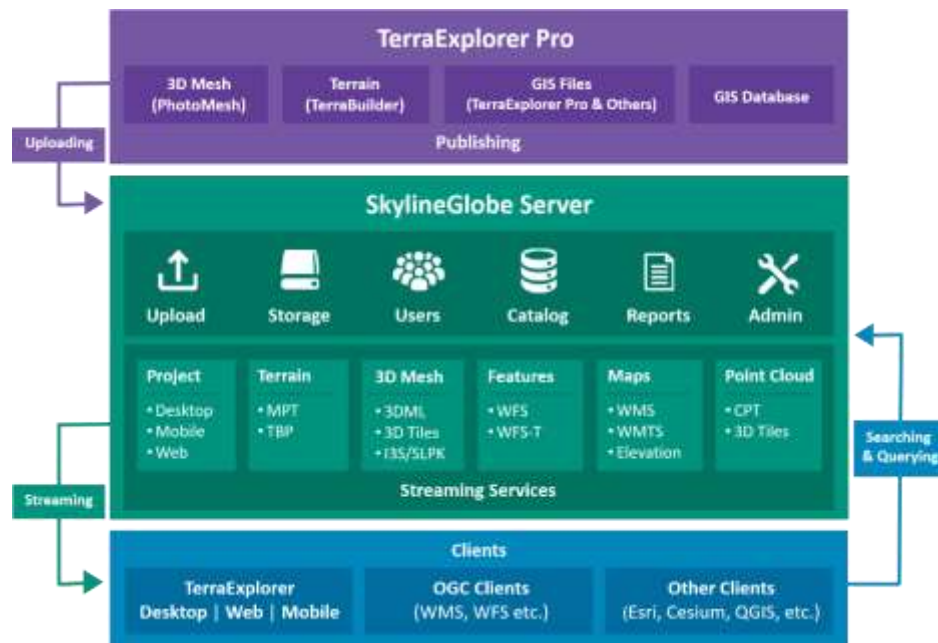 TerraExplorer Pro
3D Mesh
(PhotoMesh)
Terrain
(TerraBuilder)
GIS Files
(TerraExplorer Pro & Others)
GIS Database
Publishing
Uploading
SkylineGlobe Server
Upload
Storage
Users
Catalog
Reports
Admin
Project
• Desktop
• Mobile
• Web
Terrain
• MPT
• TBP
3D Mesh
• 3DML
• 3D Tiles
• I3S/SLPK
Features
• WFS
• WFS-T
Maps
• WMS
• WMTS
• Elevation
Point Cloud
• CPT
• 3D Tiles
Streaming Services
Streaming
Searching
& Querying
Clients
TerraExplorer
Desktop | Web | Mobile
OGC Clients
(WMS, WFS etc.)
Other Clients
(Esri, Cesium, QGIS, etc.)